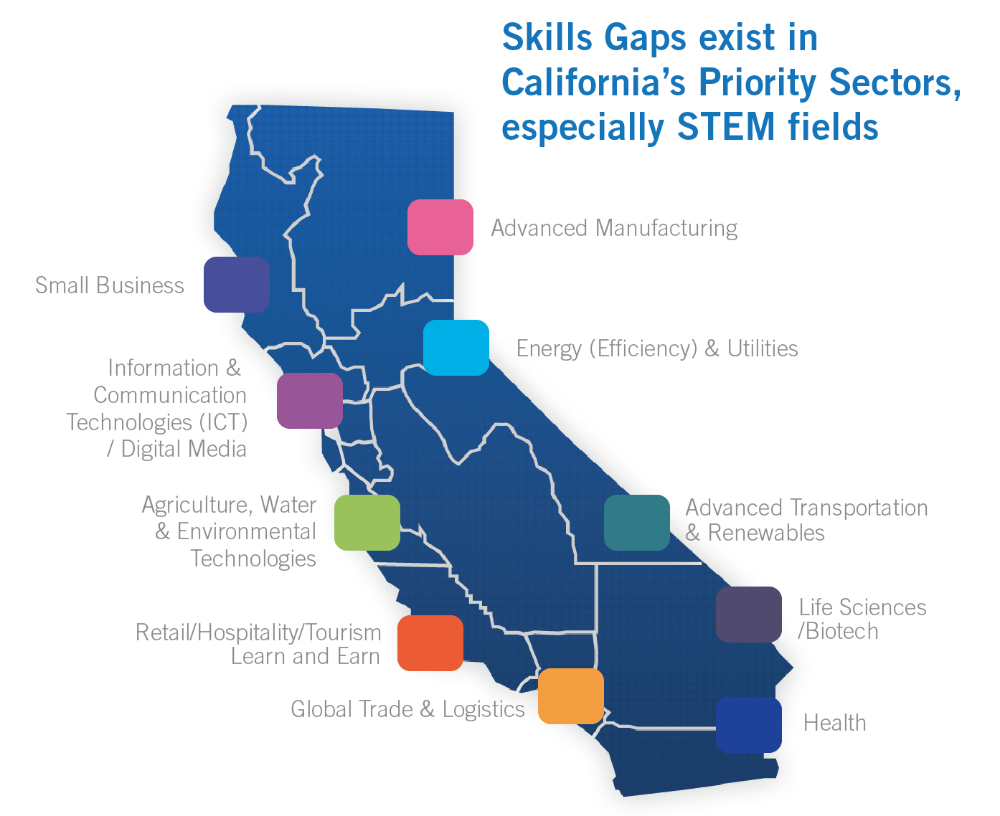 Skills Gaps exist in
California's Priority Sectors,
especially STEM fields
Advanced Manufacturing
Small Business
Energy (Efficiency) & Utilities
Information &
Communication
Technologies (ICT)
/ Digital Media
Agriculture, Water
& Environmental
Technologies
Advanced Transportation
& Renewables
Life Sciences
/Biotech
Retail/Hospitality/Tourism
Learn and Earn
Global Trade & Logistics
Health